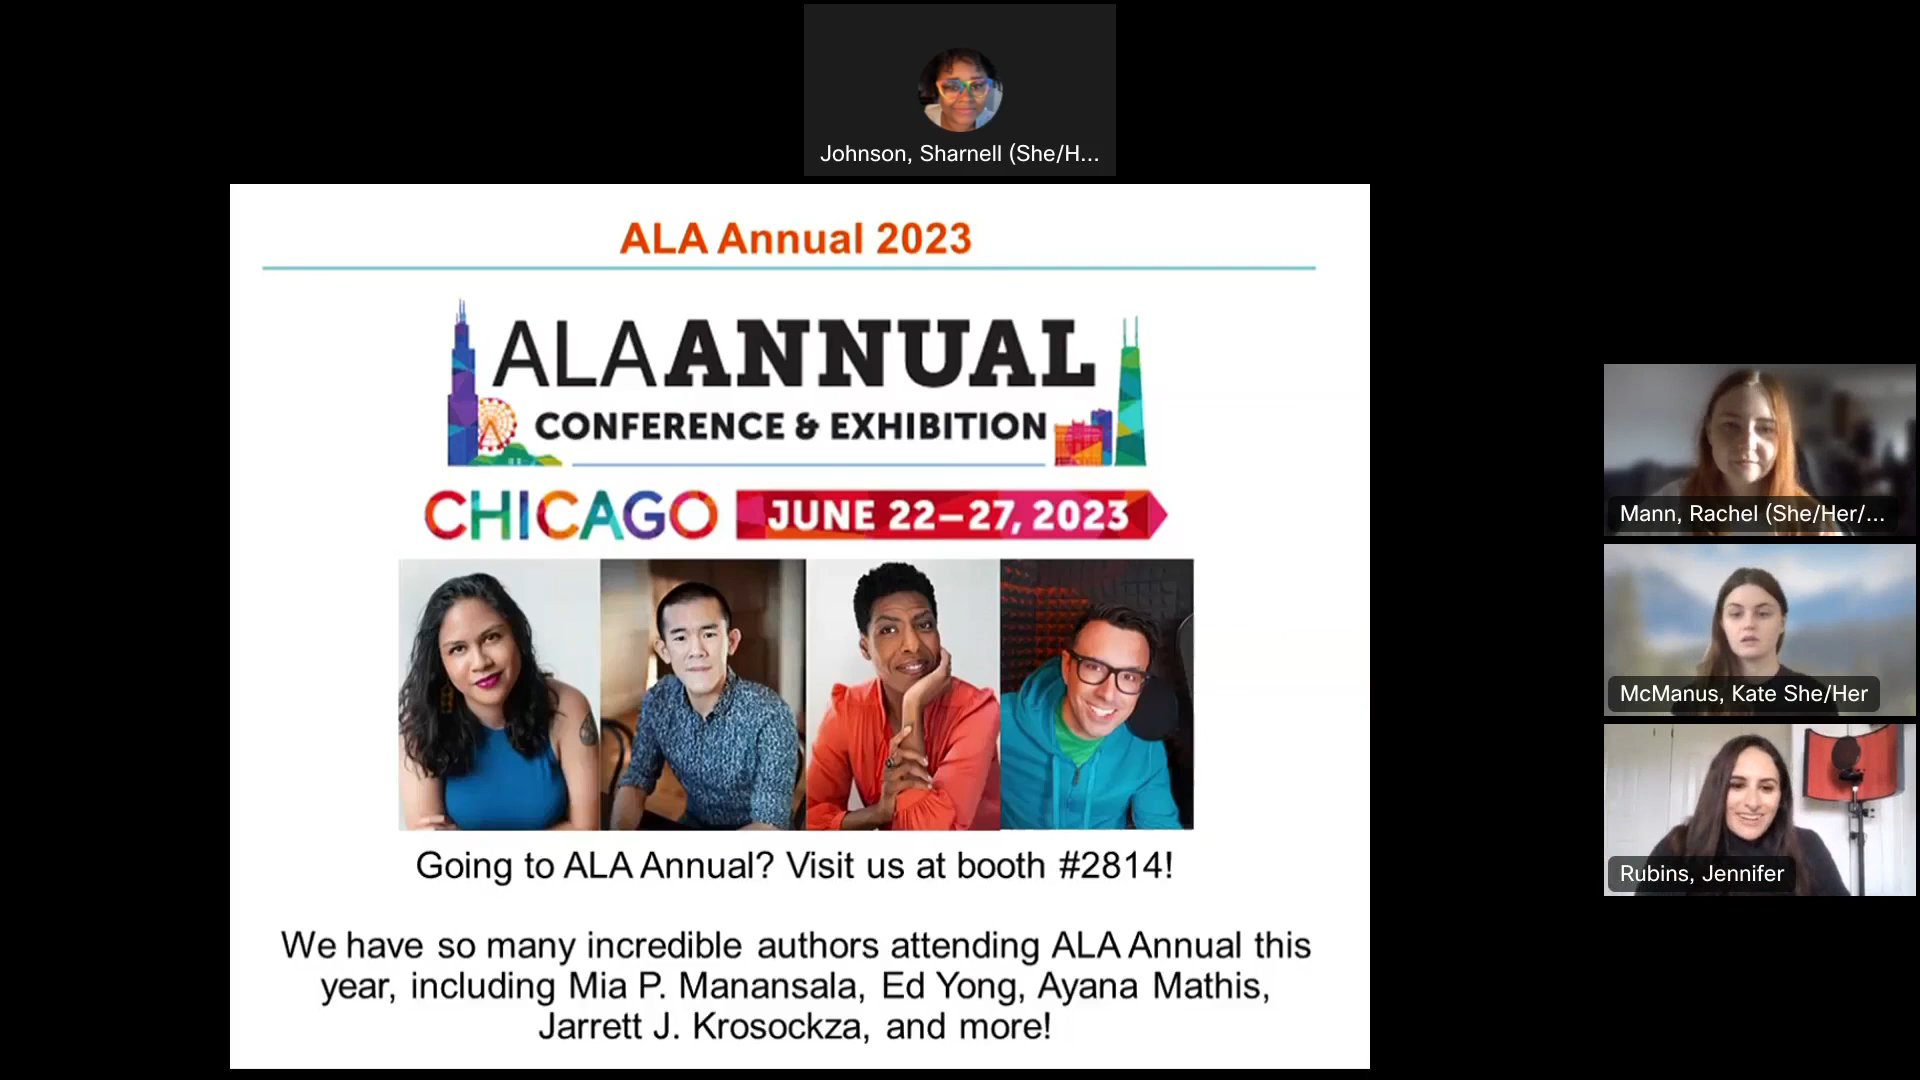 Johnson, Sharnell (She/H...
ALA Annual 2023
ALA ANNUAL
CONFERENCE & EXHIBITION
CHICAGO JUNE 22–27, 2023
Going to ALA Annual? Visit us at booth #2814!
We have so many incredible authors attending ALA Annual this
year, including Mia P. Manansala, Ed Yong, Ayana Mathis,
Jarrett J. Krosockza, and more!
Mann, Rachel (She/Her/...
McManus, Kate She/Her
Rubins, Jennifer